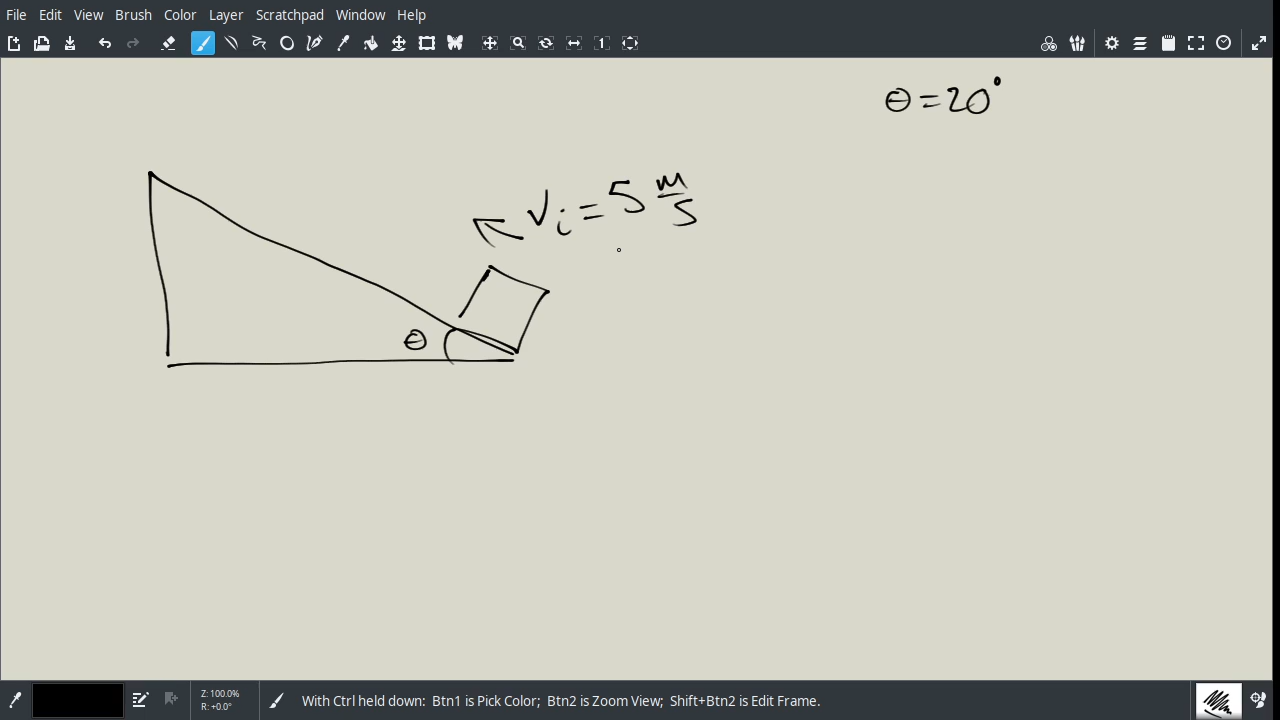 File Edit View Brush Color Layer Scratchpad Window Help
1
θ = 20°
Vi = 5 m/s
θ
Z: 100.0%
R: +0.0°
With Ctrl held down: Btn1 is Pick Color; Btn2 is Zoom View; Shift+Btn2 is Edit Frame.